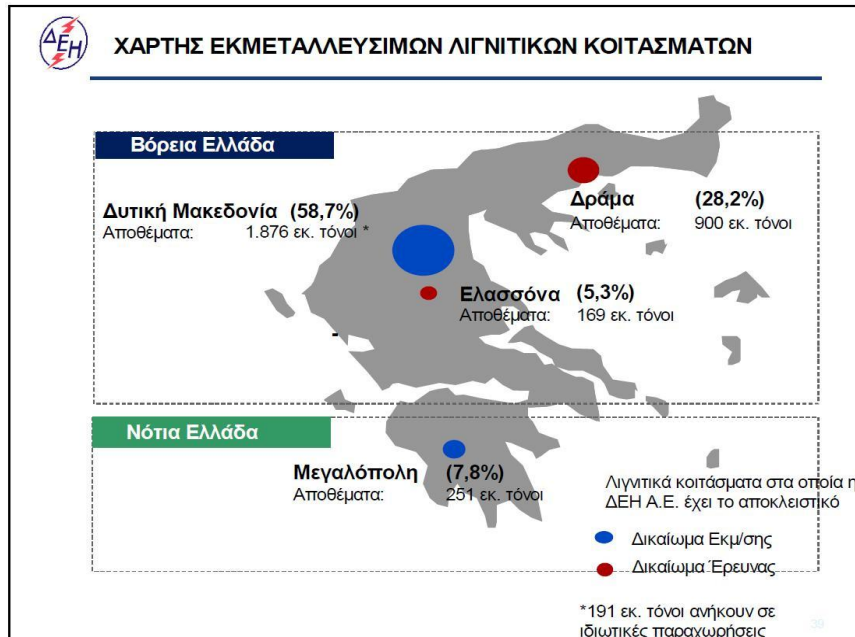 ΔΕΗ
ΧΑΡΤΗΣ ΕΚΜΕΤΑΛΛΕΥΣΙΜΩΝ ΛΙΓΝΙΤΙΚΩΝ ΚΟΙΤΑΣΜΑΤΩΝ
Βόρεια Ελλάδα
Δυτική Μακεδονία (58,7%)
Αποθέματα: 1.876 εκ. τόνοι *
Δράμα (28,2%)
Αποθέματα: 900 εκ. τόνοι
Ελασσόνα (5,3%)
Αποθέματα: 169 εκ. τόνοι
Νότια Ελλάδα
Μεγαλόπολη (7,8%)
Αποθέματα: 251 εκ. τόνοι
Λιγνιτικά κοιτάσματα στα οποία η
ΔΕΗ Α.Ε. έχει το αποκλειστικό
Δικαίωμα Εκμ/σης
Δικαίωμα Έρευνας
*191 εκ. τόνοι ανήκουν σε
ιδιωτικές παραχωρήσεις
39